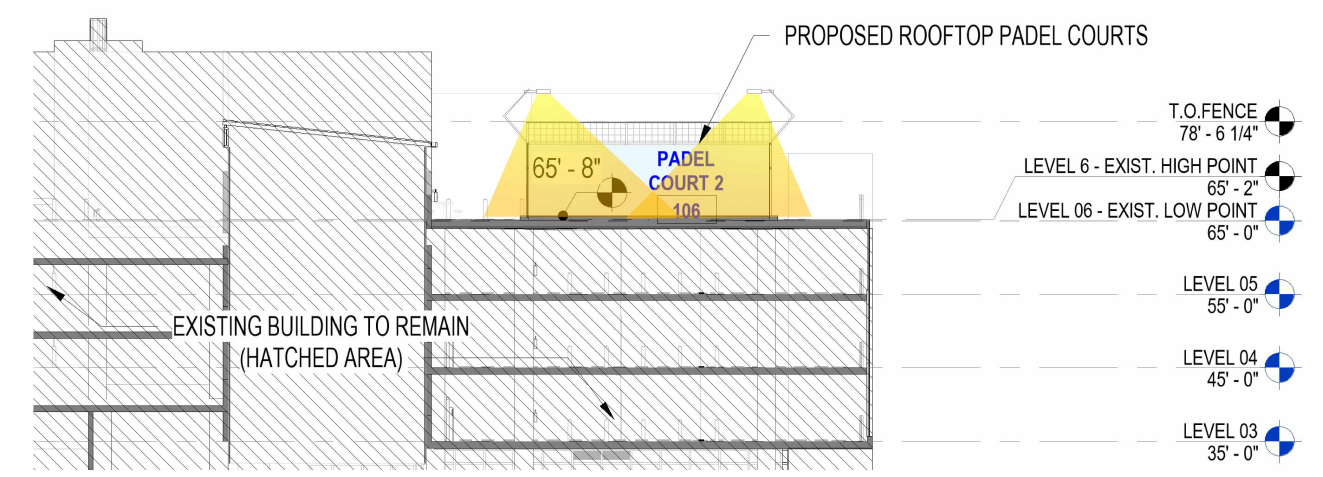 PROPOSED ROOFTOP PADEL COURTS
T.O.FENCE
78' - 6 1/4"
65' - 8"
PADEL
COURT 2
106
LEVEL 6 - EXIST. HIGH POINT
65' - 2"
LEVEL 06 - EXIST. LOW POINT
65' - 0"
LEVEL 05
55' - 0"
EXISTING BUILDING TO REMAIN
(HATCHED AREA)
LEVEL 04
45' - 0"
LEVEL 03
35' - 0"